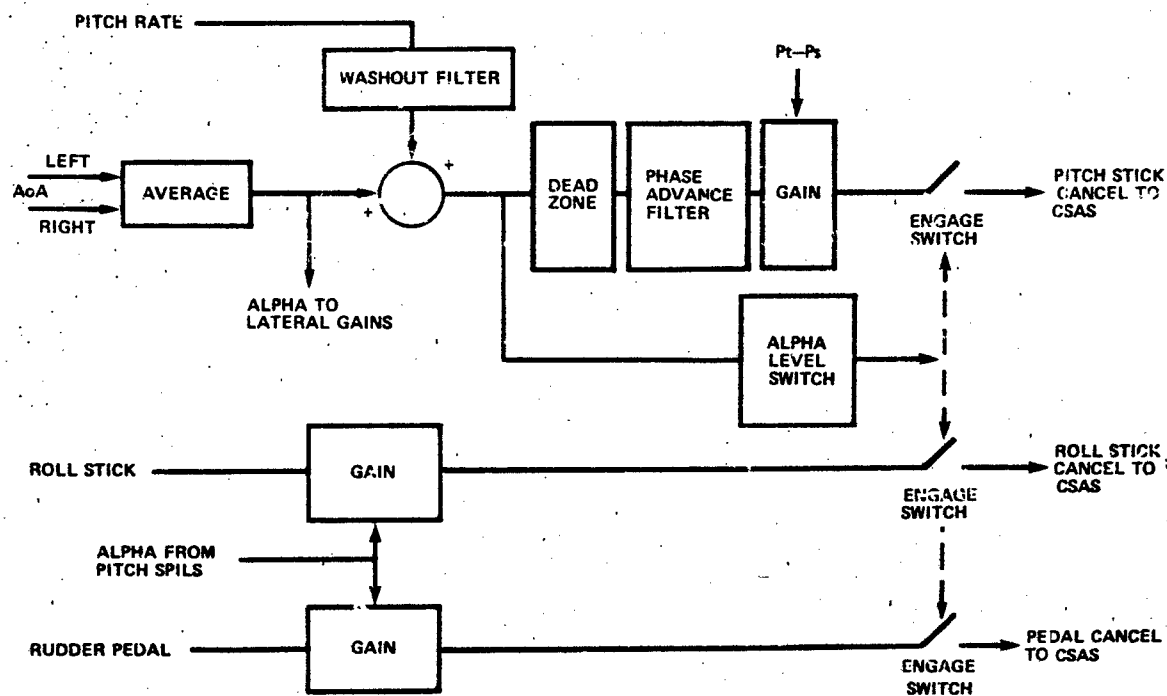 PITCH RATE
WASHOUT FILTER
Pt–Ps
+
LEFT
AoA
RIGHT
AVERAGE
+
DEAD
ZONE
PHASE
ADVANCE
FILTER
GAIN
ENGAGE
SWITCH
PITCH STICK
CANCEL TO
CSAS
ALPHA TO
LATERAL GAINS
ALPHA
LEVEL
SWITCH
ROLL STICK
GAIN
ENGAGE
SWITCH
ROLL STICK
CANCEL TO
CSAS
ALPHA FROM
PITCH SPILS
RUDDER PEDAL
GAIN
ENGAGE
SWITCH
PEDAL CANCEL
TO CSAS